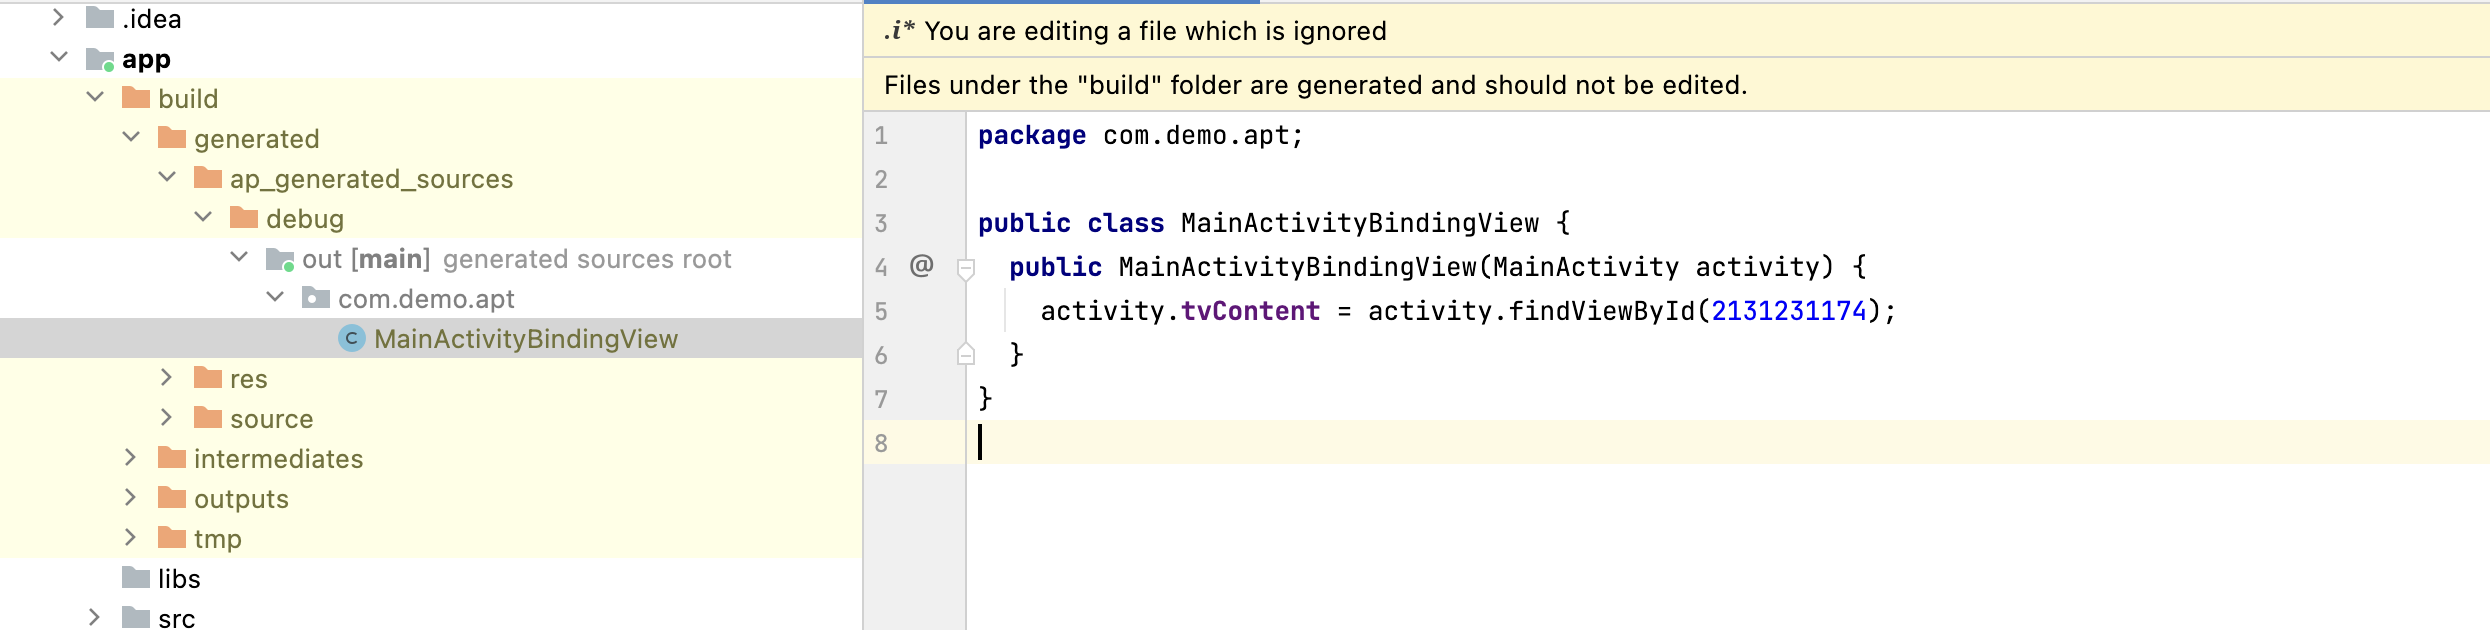 .idea
app
build
generated
ap_generated_sources
debug
out [main] generated sources root
com.demo.apt
C MainActivityBindingView
res
source
intermediates
outputs
tmp
libs
src
.i* You are editing a file which is ignored
Files under the "build" folder are generated and should not be edited.
1 package com.demo.apt;
2
3 public class MainActivityBindingView {
4 @ public MainActivityBindingView(MainActivity activity) {
5 activity.tvContent = activity.findViewById(2131231174);
6 }
7 }
8